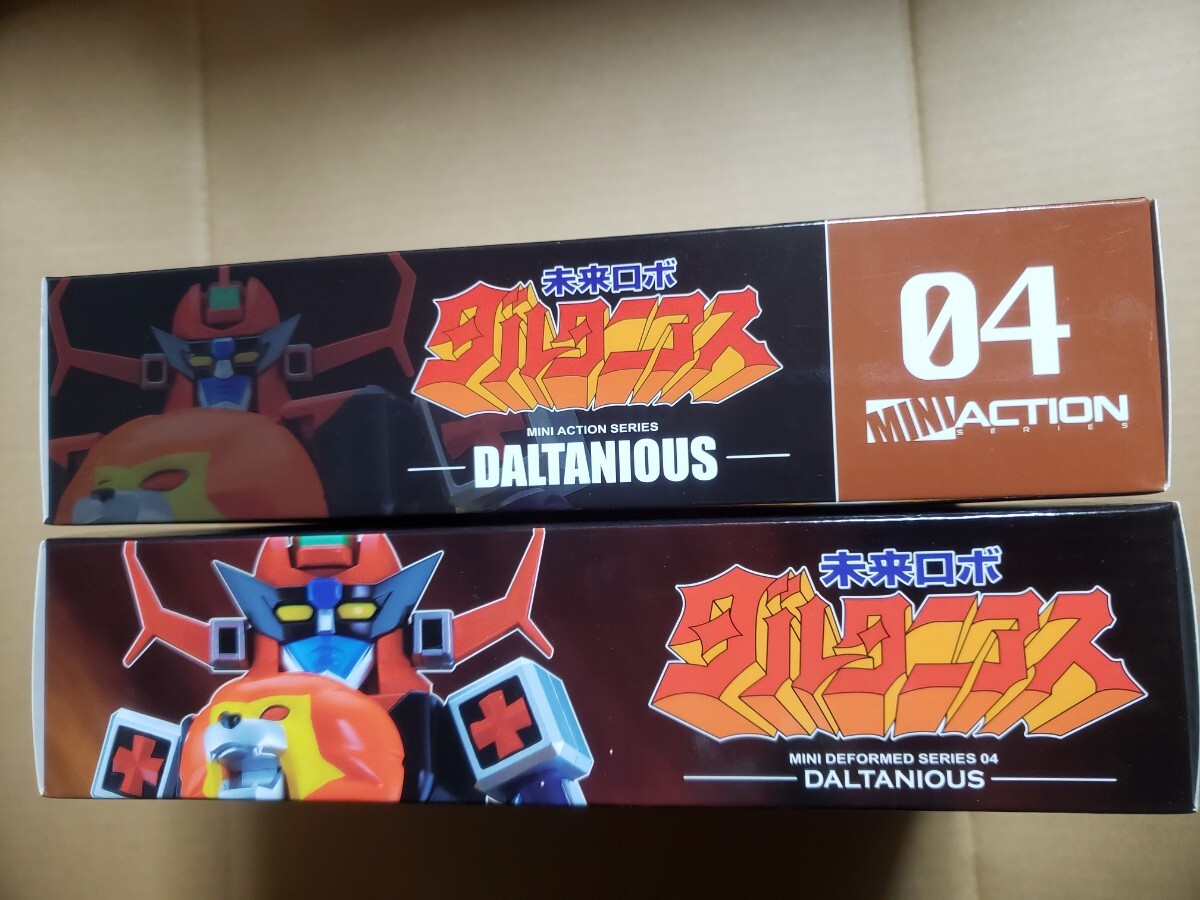 未来ロボ
ダルタニアス
MINI ACTION SERIES
DALTANIOUS
04
MINI ACTION
SERIES
未来ロボ
ダルタニアス
MINI DEFORMED SERIES 04
DALTANIOUS